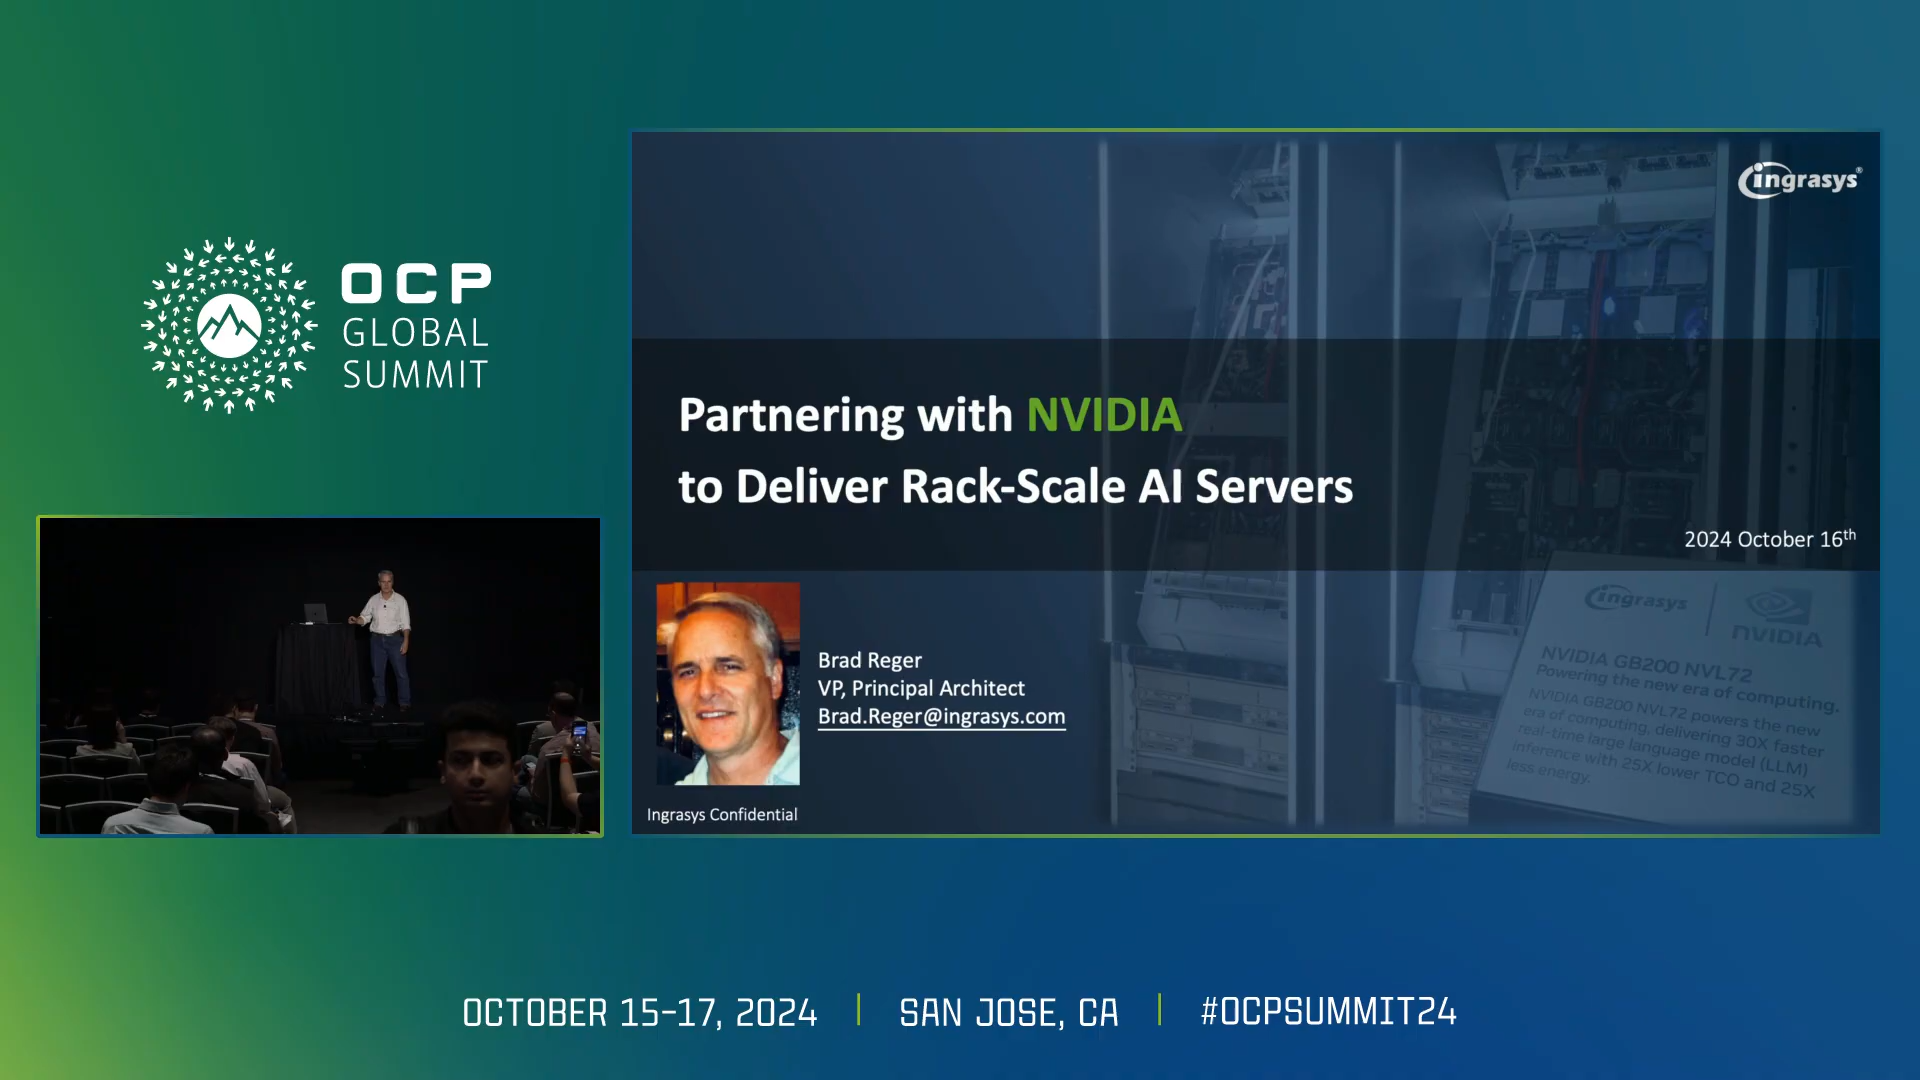 OCP
GLOBAL
SUMMIT
ingrasys®
Partnering with NVIDIA
to Deliver Rack-Scale AI Servers
2024 October 16th
Brad Reger
VP, Principal Architect
Brad.Reger@ingrasys.com
Ingrasys Confidential
ingrasys | NVIDIA
NVIDIA GB200 NVL72
Powering the new era of computing.
NVIDIA GB200 NVL72 powers the new
era of computing, delivering 30X faster
real-time large language model (LLM)
inference with 25X lower TCO and 25X
less energy.
OCTOBER 15-17, 2024 | SAN JOSE, CA | #OCPSUMMIT24